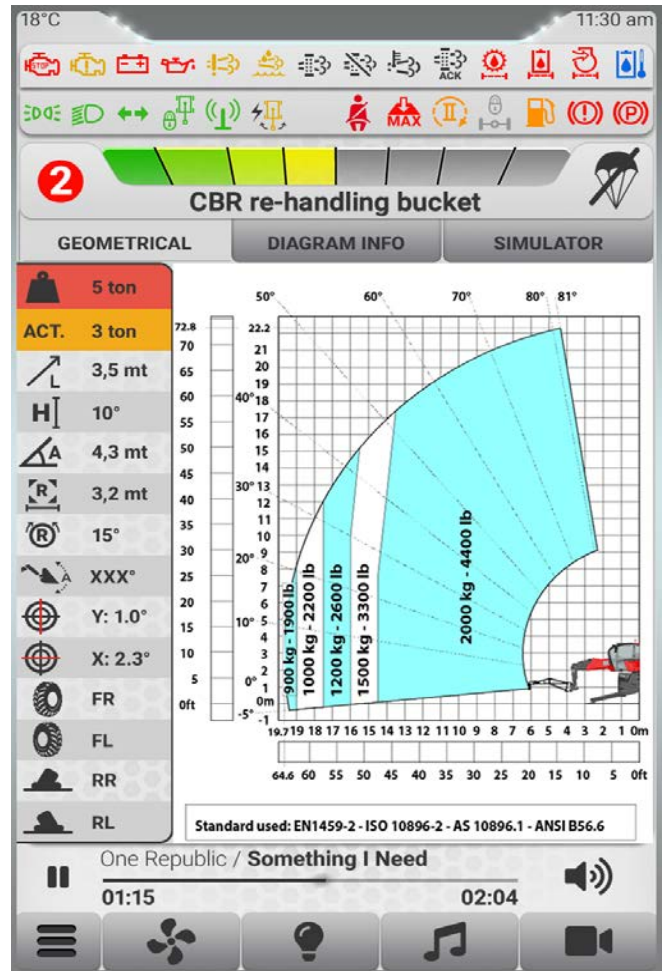 18°C 11:30 am
STOP
ACK
MAX
II
P
2
CBR re-handling bucket
GEOMETRICAL DIAGRAM INFO SIMULATOR
5 ton
ACT. 3 ton
L 3,5 mt
H 10°
A 4,3 mt
R 3,2 mt
R 15°
A XXX°
Y: 1.0°
X: 2.3°
FR
FL
RR
RL
50° 60° 70° 80° 81°
40°
30°
20°
10°
0°
-5°
72.8
70
65
60
55
50
45
40
35
30
25
20
15
10
5
0ft
22.2
21
20
19
18
17
16
15
14
13
12
11
10
9
8
7
6
5
4
3
2
1
0m
-1
900 kg - 1900 lb
1000 kg - 2200 lb
1200 kg - 2600 lb
1500 kg - 3300 lb
2000 kg - 4400 lb
19.7 19 18 17 16 15 14 13 12 11 10 9 8 7 6 5 4 3 2 1 0m
64.6 60 55 50 45 40 35 30 25 20 15 10 5 0ft
Standard used: EN1459-2 - ISO 10896-2 - AS 10896.1 - ANSI B56.6
One Republic / Something I Need
01:15 02:04